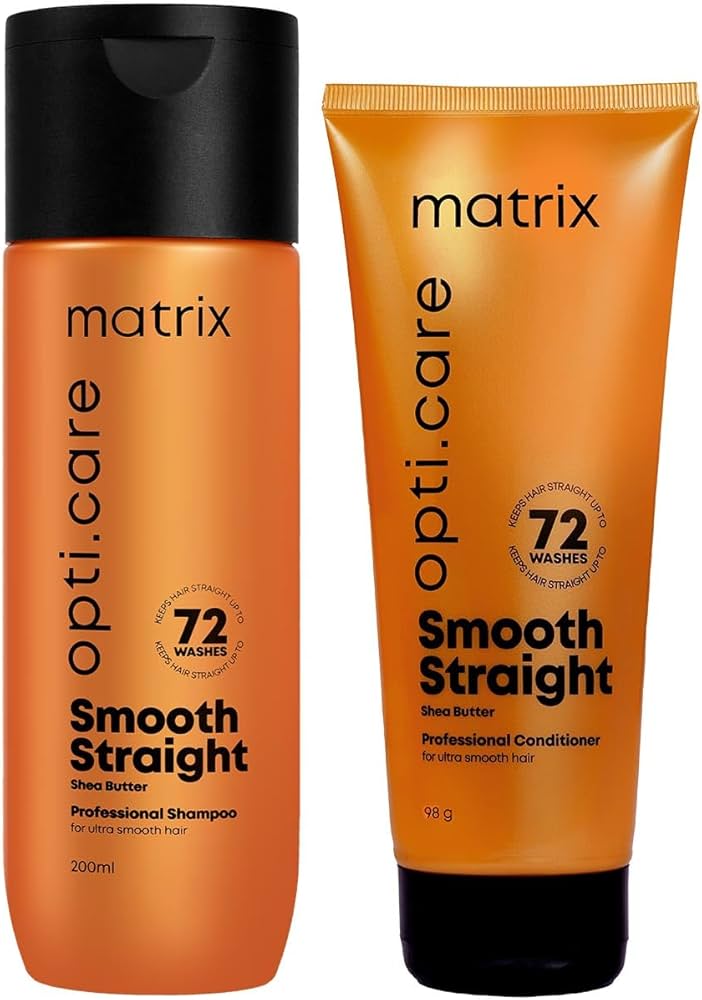 matrix
opti.care
KEEPS HAIR STRAIGHT UP TO
72
WASHES
KEEPS HAIR STRAIGHT UP TO
Smooth
Straight
Shea Butter
Professional Shampoo
for ultra smooth hair
200ml
matrix
opti.care
KEEPS HAIR STRAIGHT UP TO
72
WASHES
KEEPS HAIR STRAIGHT UP TO
Smooth
Straight
Shea Butter
Professional Conditioner
for ultra smooth hair
98 g